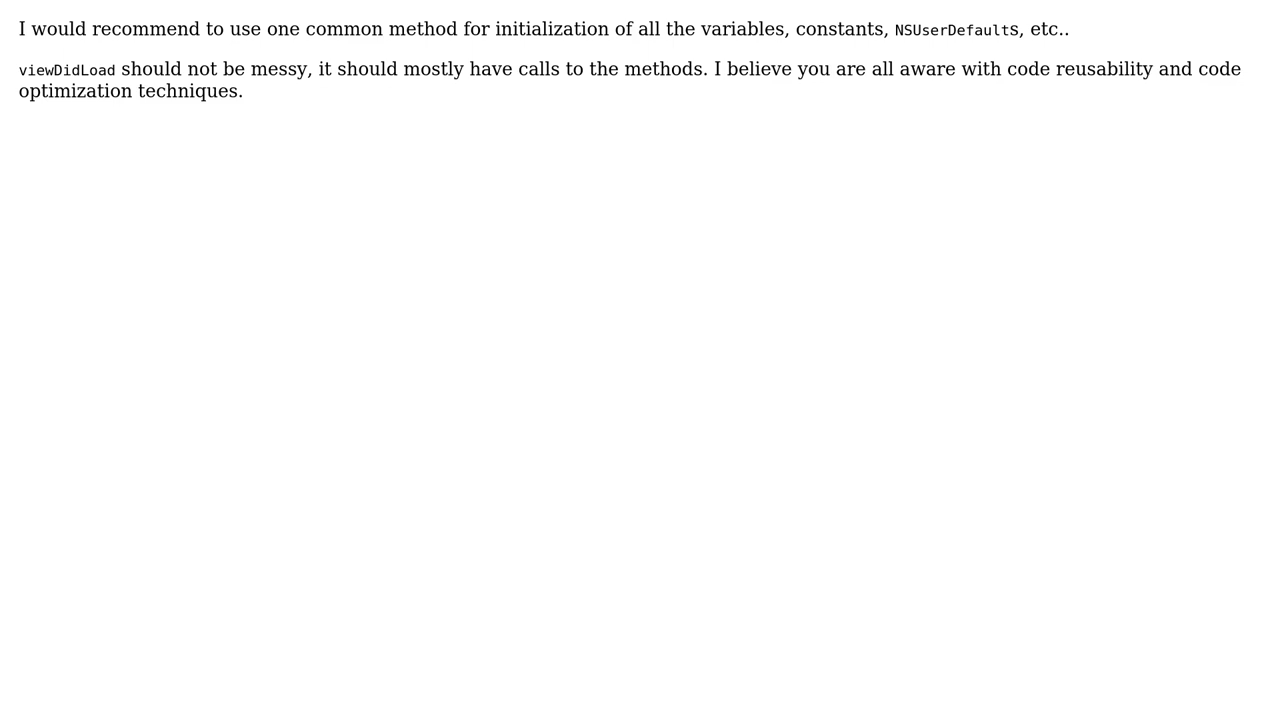 I would recommend to use one common method for initialization of all the variables, constants, NSUserDefaults, etc..
viewDidLoad should not be messy, it should mostly have calls to the methods. I believe you are all aware with code reusability and code
optimization techniques.